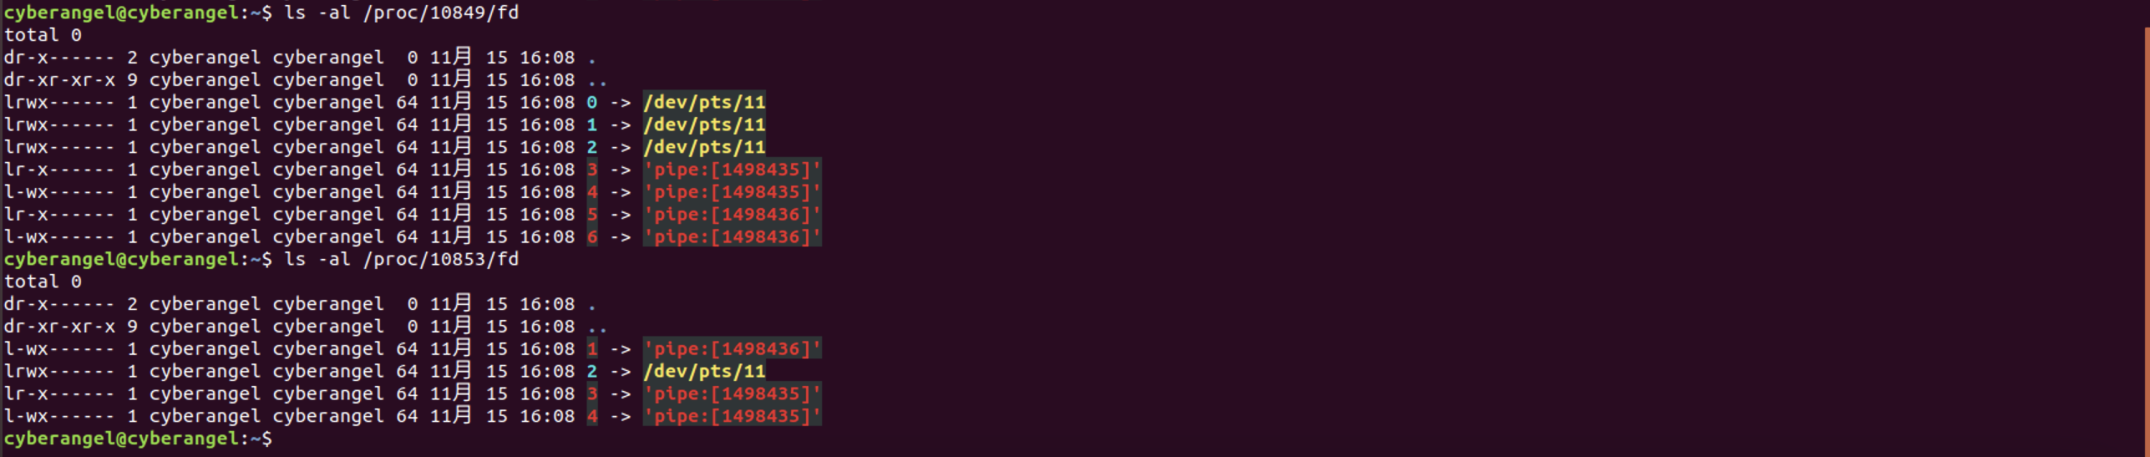 cyberangel@cyberangel:~$ ls -al /proc/10849/fd
total 0
dr-x------ 2 cyberangel cyberangel  0 11月 15 16:08 .
dr-xr-xr-x 9 cyberangel cyberangel  0 11月 15 16:08 ..
lrwx------ 1 cyberangel cyberangel 64 11月 15 16:08 0 -> /dev/pts/11
lrwx------ 1 cyberangel cyberangel 64 11月 15 16:08 1 -> /dev/pts/11
lrwx------ 1 cyberangel cyberangel 64 11月 15 16:08 2 -> /dev/pts/11
lr-x------ 1 cyberangel cyberangel 64 11月 15 16:08 3 -> 'pipe:[1498435]'
l-wx------ 1 cyberangel cyberangel 64 11月 15 16:08 4 -> 'pipe:[1498435]'
lr-x------ 1 cyberangel cyberangel 64 11月 15 16:08 5 -> 'pipe:[1498436]'
l-wx------ 1 cyberangel cyberangel 64 11月 15 16:08 6 -> 'pipe:[1498436]'
cyberangel@cyberangel:~$ ls -al /proc/10853/fd
total 0
dr-x------ 2 cyberangel cyberangel  0 11月 15 16:08 .
dr-xr-xr-x 9 cyberangel cyberangel  0 11月 15 16:08 ..
l-wx------ 1 cyberangel cyberangel 64 11月 15 16:08 1 -> 'pipe:[1498436]'
lrwx------ 1 cyberangel cyberangel 64 11月 15 16:08 2 -> /dev/pts/11
lr-x------ 1 cyberangel cyberangel 64 11月 15 16:08 3 -> 'pipe:[1498435]'
l-wx------ 1 cyberangel cyberangel 64 11月 15 16:08 4 -> 'pipe:[1498435]'
cyberangel@cyberangel:~$